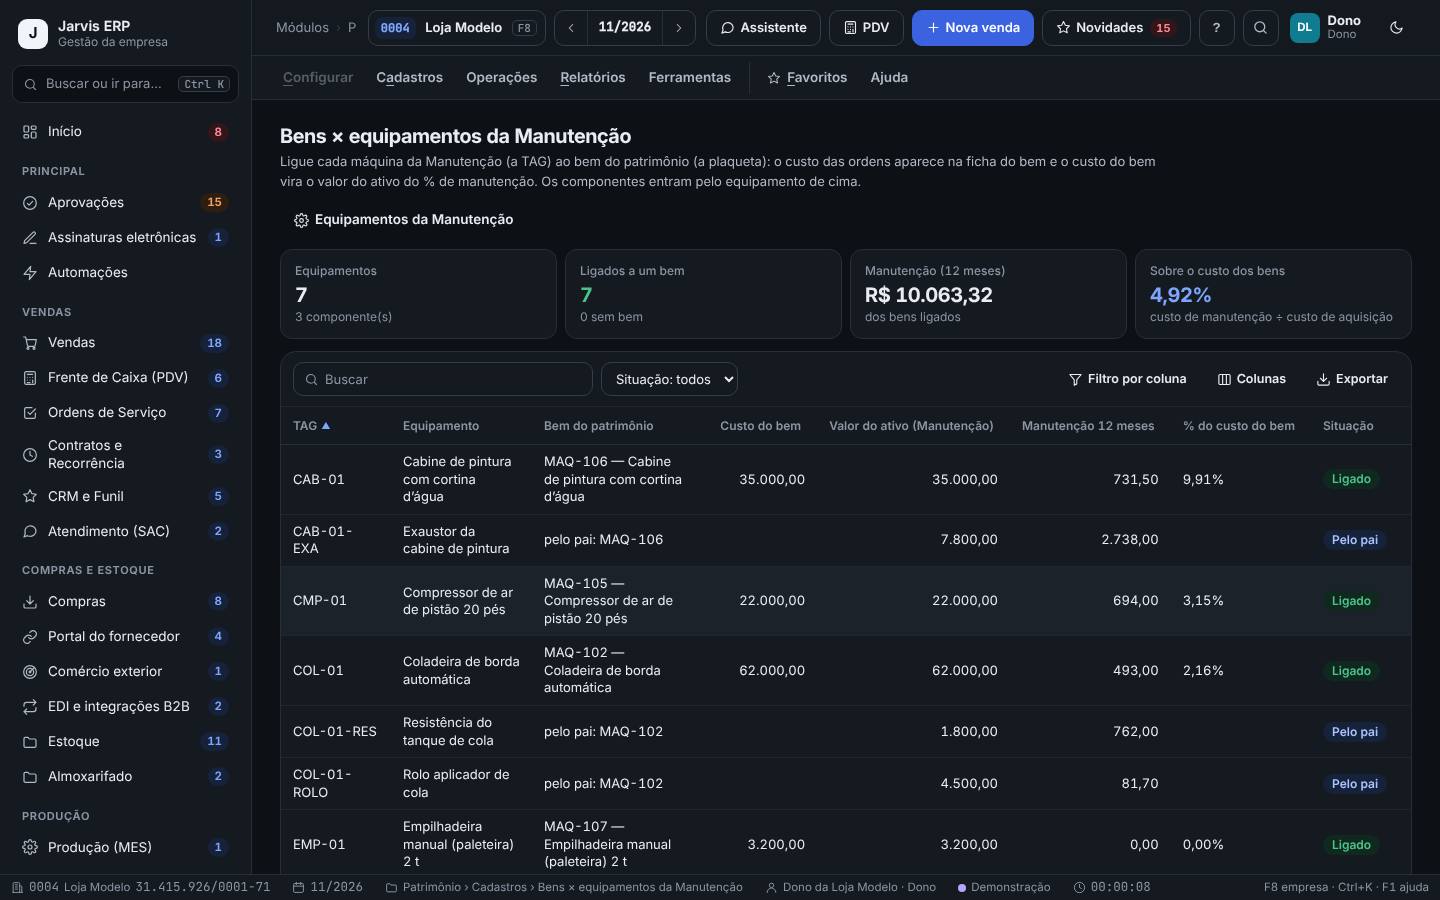 J
Jarvis ERP
Gestão da empresa
Buscar ou ir para... Ctrl K
Início 8
PRINCIPAL
Aprovações 15
Assinaturas eletrônicas 1
Automações
VENDAS
Vendas 18
Frente de Caixa (PDV) 6
Ordens de Serviço 7
Contratos e
Recorrência 3
CRM e Funil 5
Atendimento (SAC) 2
COMPRAS E ESTOQUE
Compras 8
Portal do fornecedor 4
Comércio exterior 1
EDI e integrações B2B 2
Estoque 11
Almoxarifado 2
PRODUÇÃO
Produção (MES) 1
Módulos › P
0004 Loja Modelo F8
‹ 11/2026 ›
Assistente
PDV
+ Nova venda
Novidades 15
?
DL
Dono
Dono
Configurar Cadastros Operações Relatórios Ferramentas Favoritos Ajuda
Bens × equipamentos da Manutenção
Ligue cada máquina da Manutenção (a TAG) ao bem do patrimônio (a plaqueta): o custo das ordens aparece na ficha do bem e o custo do bem
vira o valor do ativo do % de manutenção. Os componentes entram pelo equipamento de cima.
Equipamentos da Manutenção
Equipamentos
7
3 componente(s)
Ligados a um bem
7
0 sem bem
Manutenção (12 meses)
R$ 10.063,32
dos bens ligados
Sobre o custo dos bens
4,92%
custo de manutenção ÷ custo de aquisição
Buscar
Situação: todos
Filtro por coluna
Colunas
Exportar
TAG ▲ Equipamento Bem do patrimônio Custo do bem Valor do ativo (Manutenção) Manutenção 12 meses % do custo do bem Situação
Cabine de pintura MAQ-106 — Cabine
CAB-01 com cortina de pintura com cortina 35.000,00 35.000,00 731,50 9,91% Ligado
d'água d'água
CAB-01- Exaustor da
EXA cabine de pintura pelo pai: MAQ-106 7.800,00 2.738,00 Pelo pai
MAQ-105 —
CMP-01 Compressor de ar Compressor de ar de 22.000,00 22.000,00 694,00 3,15% Ligado
de pistão 20 pés pistão 20 pés
MAQ-102 —
COL-01 Coladeira de borda Coladeira de borda 62.000,00 62.000,00 493,00 2,16% Ligado
automática automática
COL-01-RES Resistência do pelo pai: MAQ-102 1.800,00 762,00 Pelo pai
tanque de cola
COL-01- Rolo aplicador de
ROLO cola pelo pai: MAQ-102 4.500,00 81,70 Pelo pai
Empilhadeira MAQ-107 —
EMP-01 manual (paleteira) Empilhadeira manual 3.200,00 3.200,00 0,00 0,00% Ligado
2 t (paleteira) 2 t
0004 Loja Modelo 31.415.926/0001-71 11/2026 Patrimônio › Cadastros › Bens × equipamentos da Manutenção Dono da Loja Modelo · Dono Demonstração 00:00:08 F8 empresa · Ctrl+K · F1 ajuda